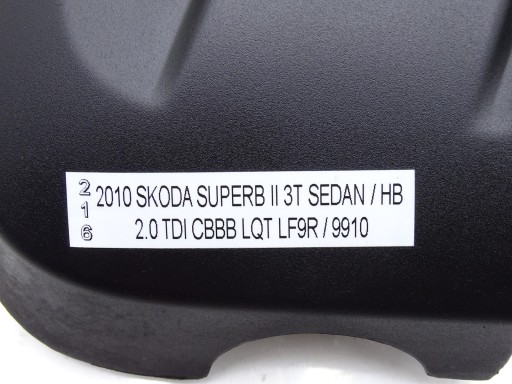 216
2010 SKODA SUPERB II 3T SEDAN / HB
2.0 TDI CBBB LQT LF9R / 9910